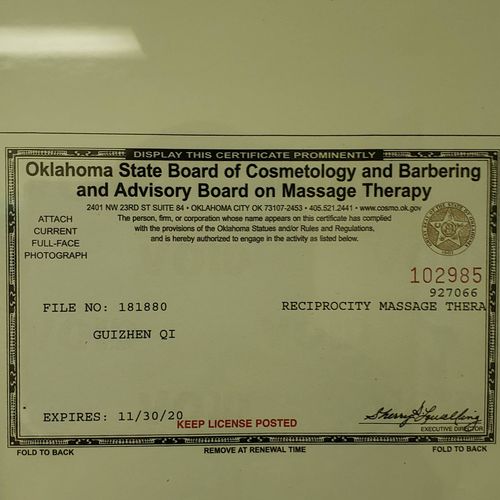 DISPLAY THIS CERTIFICATE PROMINENTLY
Oklahoma State Board of Cosmetology and Barbering
and Advisory Board on Massage Therapy
2401 NW 23RD ST SUITE 84 • OKLAHOMA CITY OK 73107-2453 • 405.521.2441 • www.cosmo.ok.gov
ATTACH
CURRENT
FULL-FACE
PHOTOGRAPH
The person, firm, or corporation whose name appears on this certificate has complied
with the provisions of the Oklahoma Statues and/or Rules and Regulations,
and is hereby authorized to engage in the activity as listed below.
102985
927066
FILE NO: 181880
RECIPROCITY MASSAGE THERA
GUIZHEN QI
EXPIRES: 11/30/20
KEEP LICENSE POSTED
EXECUTIVE DIRECTOR
FOLD TO BACK
REMOVE AT RENEWAL TIME
FOLD TO BACK